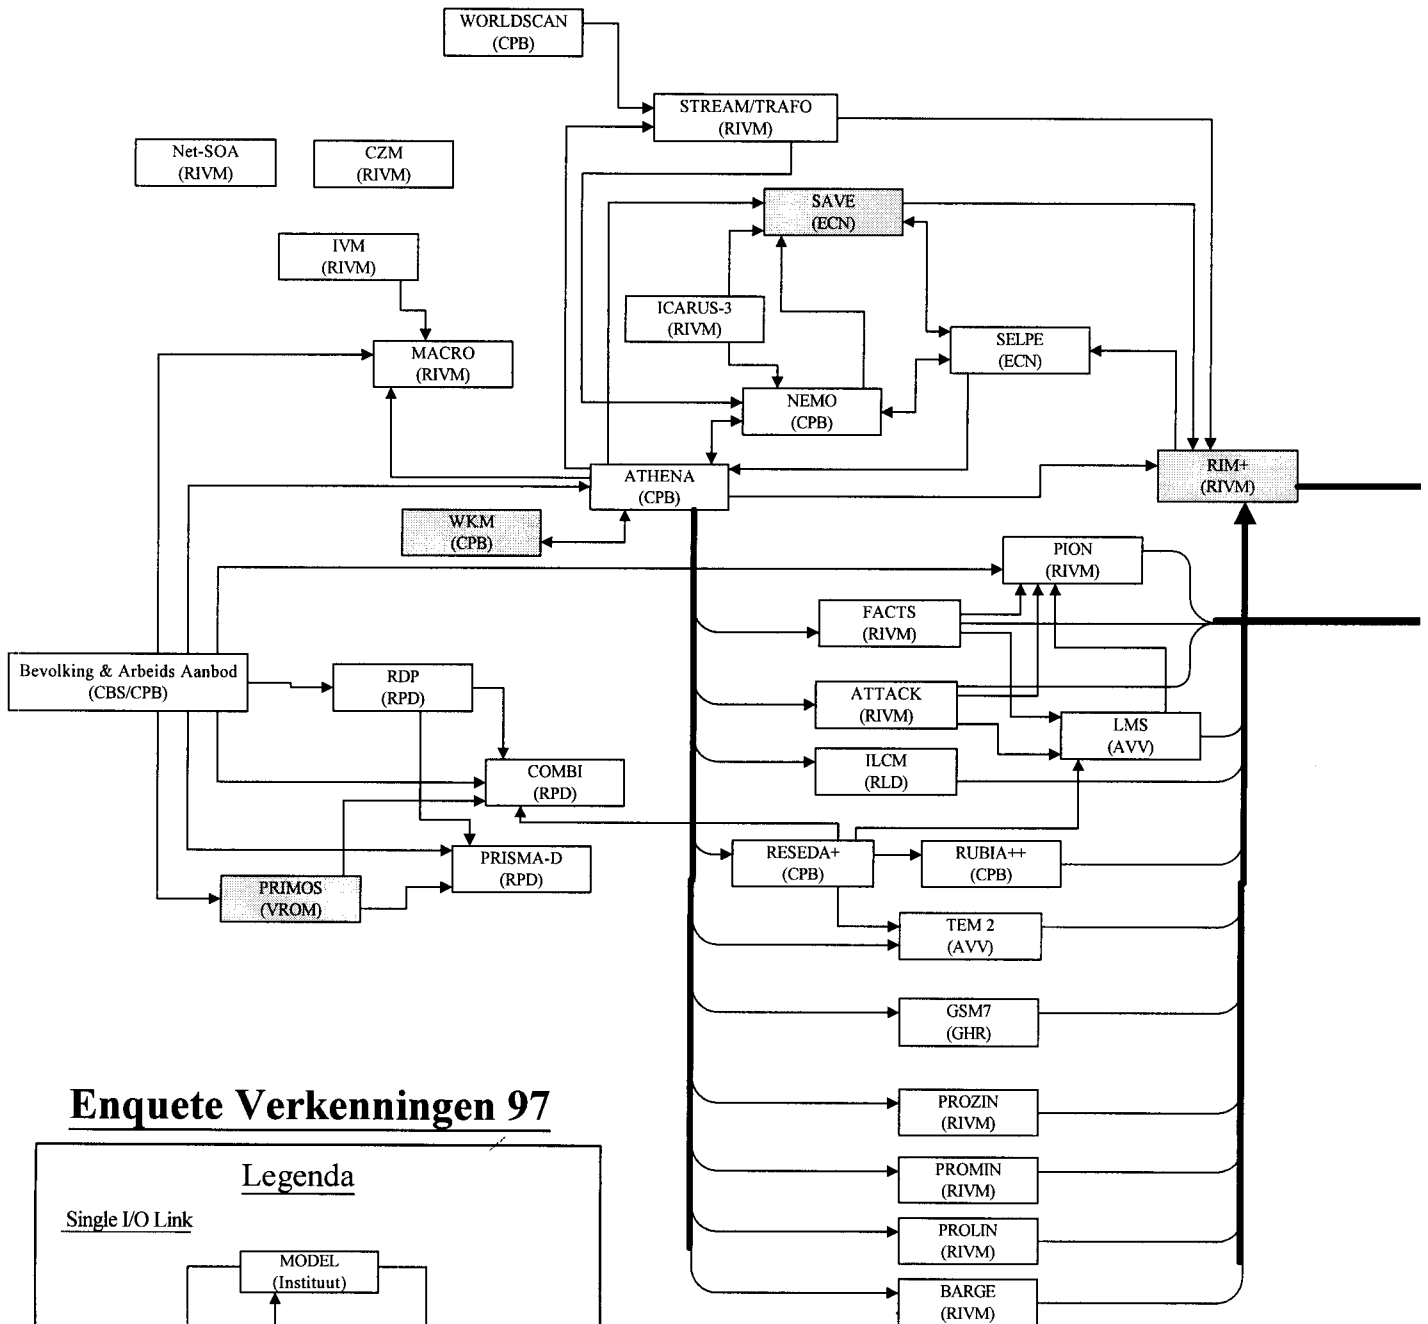 WORLDSCAN
(CPB)
STREAM/TRAFO
(RIVM)
Net-SOA
(RIVM)
CZM
(RIVM)
SAVE
(ECN)
IVM
(RIVM)
ICARUS-3
(RIVM)
SELPE
(ECN)
MACRO
(RIVM)
NEMO
(CPB)
ATHENA
(CPB)
RIM+
(RIVM)
WKM
(CPB)
PION
(RIVM)
FACTS
(RIVM)
Bevolking & Arbeids Aanbod
(CBS/CPB)
RDP
(RPD)
ATTACK
(RIVM)
LMS
(AVV)
ILCM
(RLD)
COMBI
(RPD)
RESEDA+
(CPB)
RUBIA++
(CPB)
PRISMA-D
(RPD)
PRIMOS
(VROM)
TEM 2
(AVV)
GSM7
(GHR)
Enquete Verkenningen 97
PROZIN
(RIVM)
Legenda
PROMIN
(RIVM)
Single I/O Link
PROLIN
(RIVM)
MODEL
(Instituut)
BARGE
(RIVM)